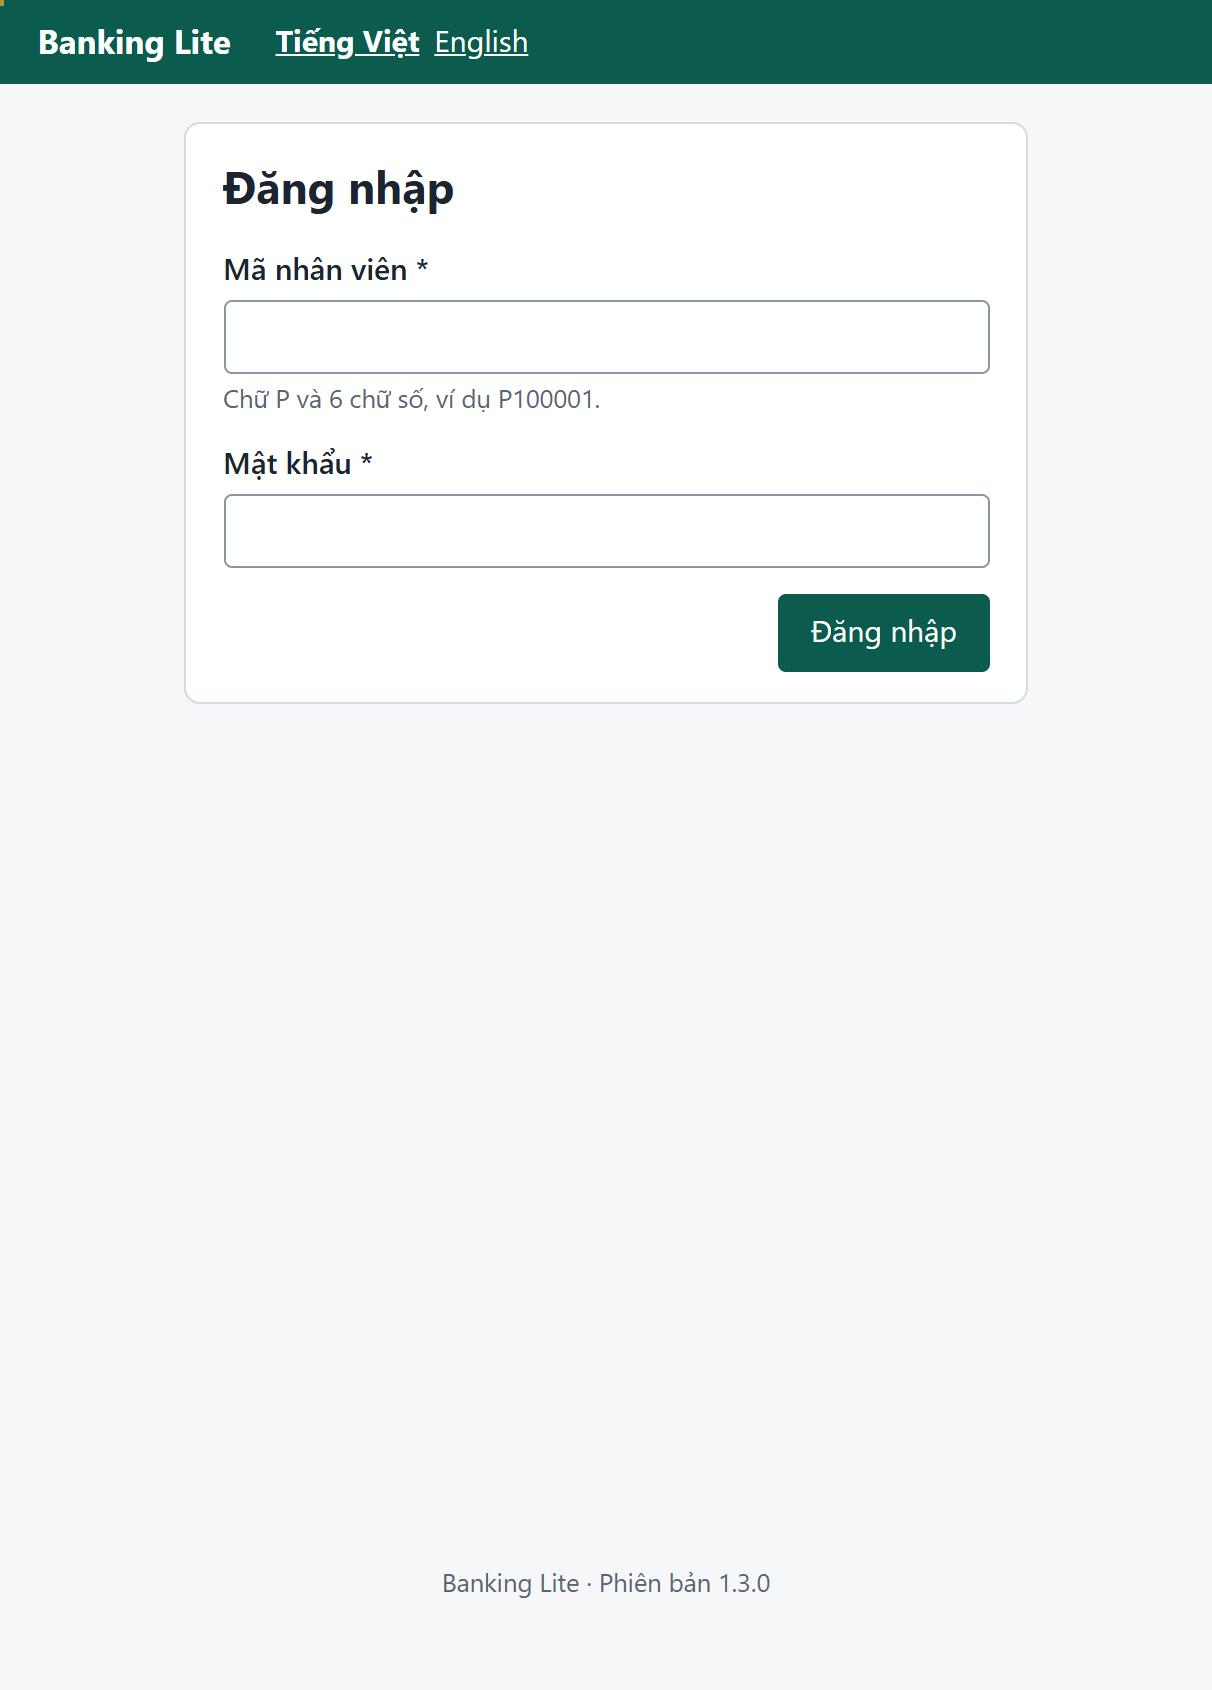 Banking Lite Tiếng Việt English
Đăng nhập
Mã nhân viên *
Chữ P và 6 chữ số, ví dụ P100001.
Mật khẩu *
Đăng nhập
Banking Lite · Phiên bản 1.3.0